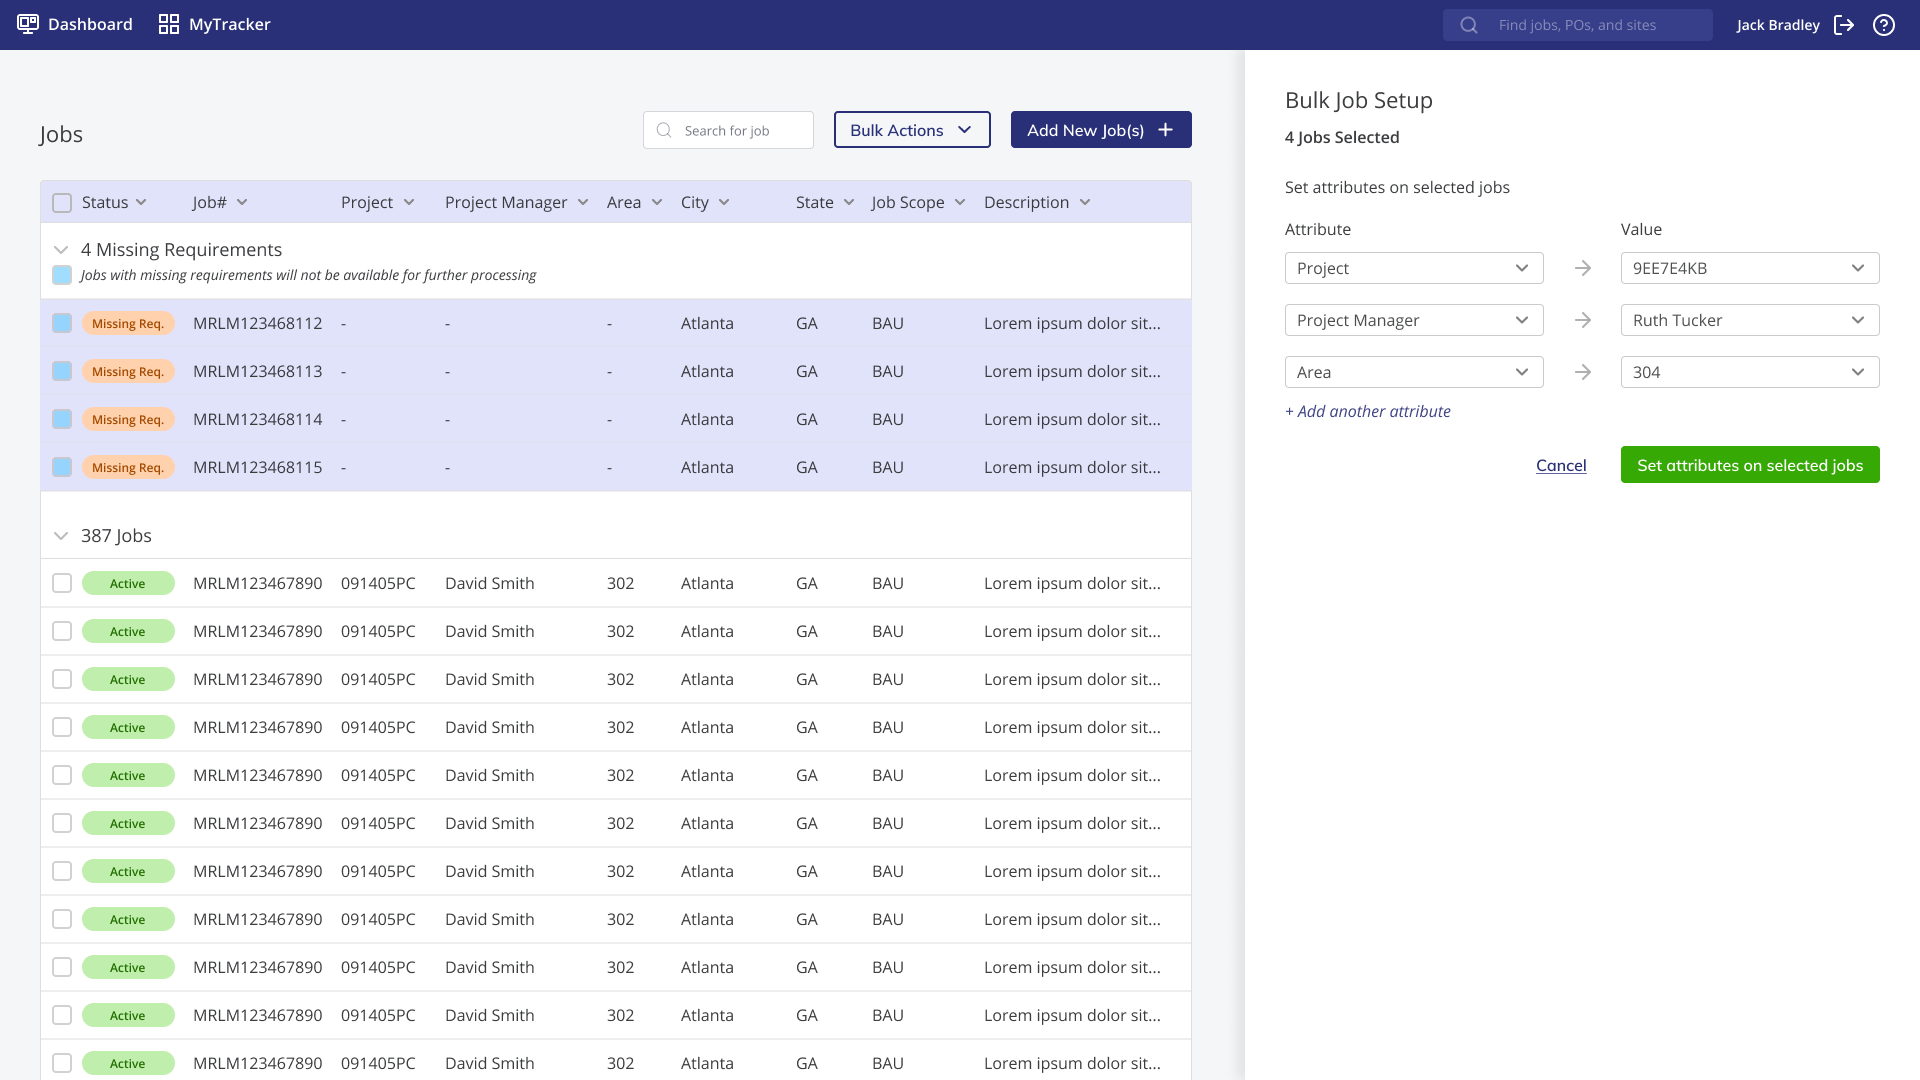 Dashboard MyTracker Find jobs, POs, and sites Jack Bradley
Jobs Search for job Bulk Actions Add New Job(s)
Status Job# Project Project Manager Area City State Job Scope Description
4 Missing Requirements
Jobs with missing requirements will not be available for further processing
Missing Req. MRLM123468112 - - - Atlanta GA BAU Lorem ipsum dolor sit...
Missing Req. MRLM123468113 - - - Atlanta GA BAU Lorem ipsum dolor sit...
Missing Req. MRLM123468114 - - - Atlanta GA BAU Lorem ipsum dolor sit...
Missing Req. MRLM123468115 - - - Atlanta GA BAU Lorem ipsum dolor sit...
387 Jobs
Active MRLM123467890 091405PC David Smith 302 Atlanta GA BAU Lorem ipsum dolor sit...
Active MRLM123467890 091405PC David Smith 302 Atlanta GA BAU Lorem ipsum dolor sit...
Active MRLM123467890 091405PC David Smith 302 Atlanta GA BAU Lorem ipsum dolor sit...
Active MRLM123467890 091405PC David Smith 302 Atlanta GA BAU Lorem ipsum dolor sit...
Active MRLM123467890 091405PC David Smith 302 Atlanta GA BAU Lorem ipsum dolor sit...
Active MRLM123467890 091405PC David Smith 302 Atlanta GA BAU Lorem ipsum dolor sit...
Active MRLM123467890 091405PC David Smith 302 Atlanta GA BAU Lorem ipsum dolor sit...
Active MRLM123467890 091405PC David Smith 302 Atlanta GA BAU Lorem ipsum dolor sit...
Active MRLM123467890 091405PC David Smith 302 Atlanta GA BAU Lorem ipsum dolor sit...
Active MRLM123467890 091405PC David Smith 302 Atlanta GA BAU Lorem ipsum dolor sit...
Active MRLM123467890 091405PC David Smith 302 Atlanta GA BAU Lorem ipsum dolor sit...
Bulk Job Setup
4 Jobs Selected
Set attributes on selected jobs
Attribute Value
Project 9EE7E4KB
Project Manager Ruth Tucker
Area 304
+ Add another attribute
Cancel Set attributes on selected jobs